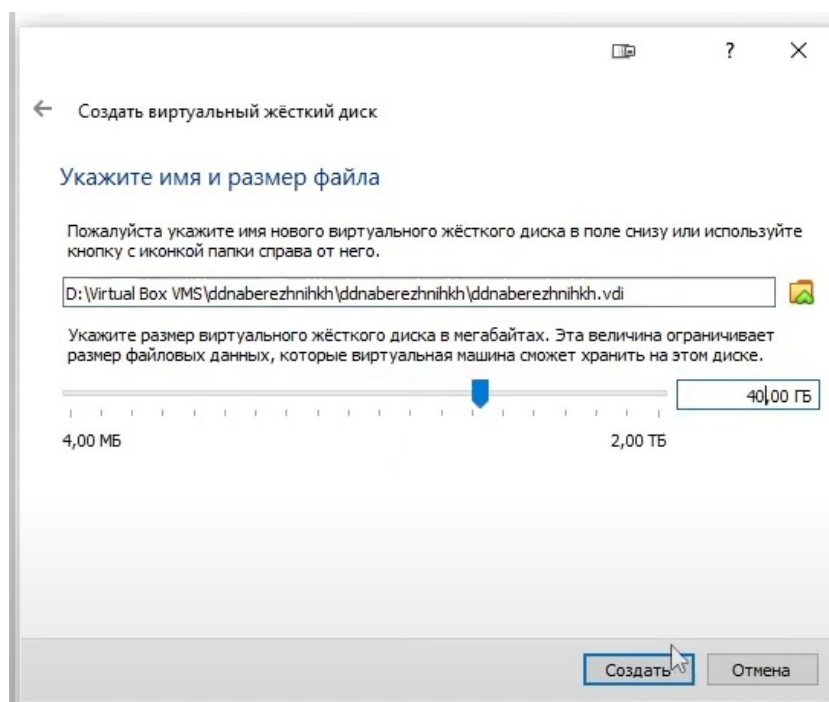 ?
Создать виртуальный жёсткий диск
Укажите имя и размер файла
Пожалуйста укажите имя нового виртуального жёсткого диска в поле снизу или используйте
кнопку с иконкой папки справа от него.
D:\Virtual Box VMS\ddnaberezhnihkh\ddnaberezhnihkh\ddnaberezhnihkh.vdi
Укажите размер виртуального жёсткого диска в мегабайтах. Эта величина ограничивает
размер файловых данных, которые виртуальная машина сможет хранить на этом диске.
40,00 ГБ
4,00 МБ 2,00 ТБ
Создать Отмена